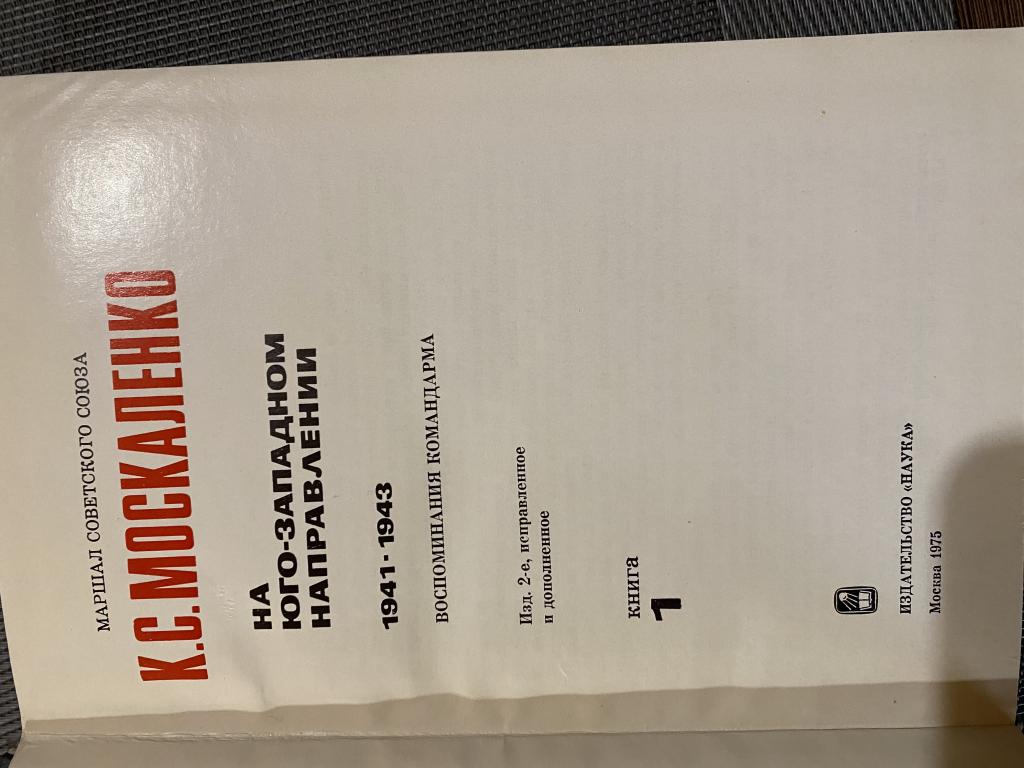 МАРШАЛ СОВЕТСКОГО СОЮЗА
К.С.МОСКАЛЕНКО
НА
ЮГО-ЗАПАДНОМ
НАПРАВЛЕНИИ
1941·1943
ВОСПОМИНАНИЯ КОМАНДАРМА
Изд. 2-е, исправленное
и дополненное
КНИГА
1
ИЗДАТЕЛЬСТВО «НАУКА»
Москва 1975